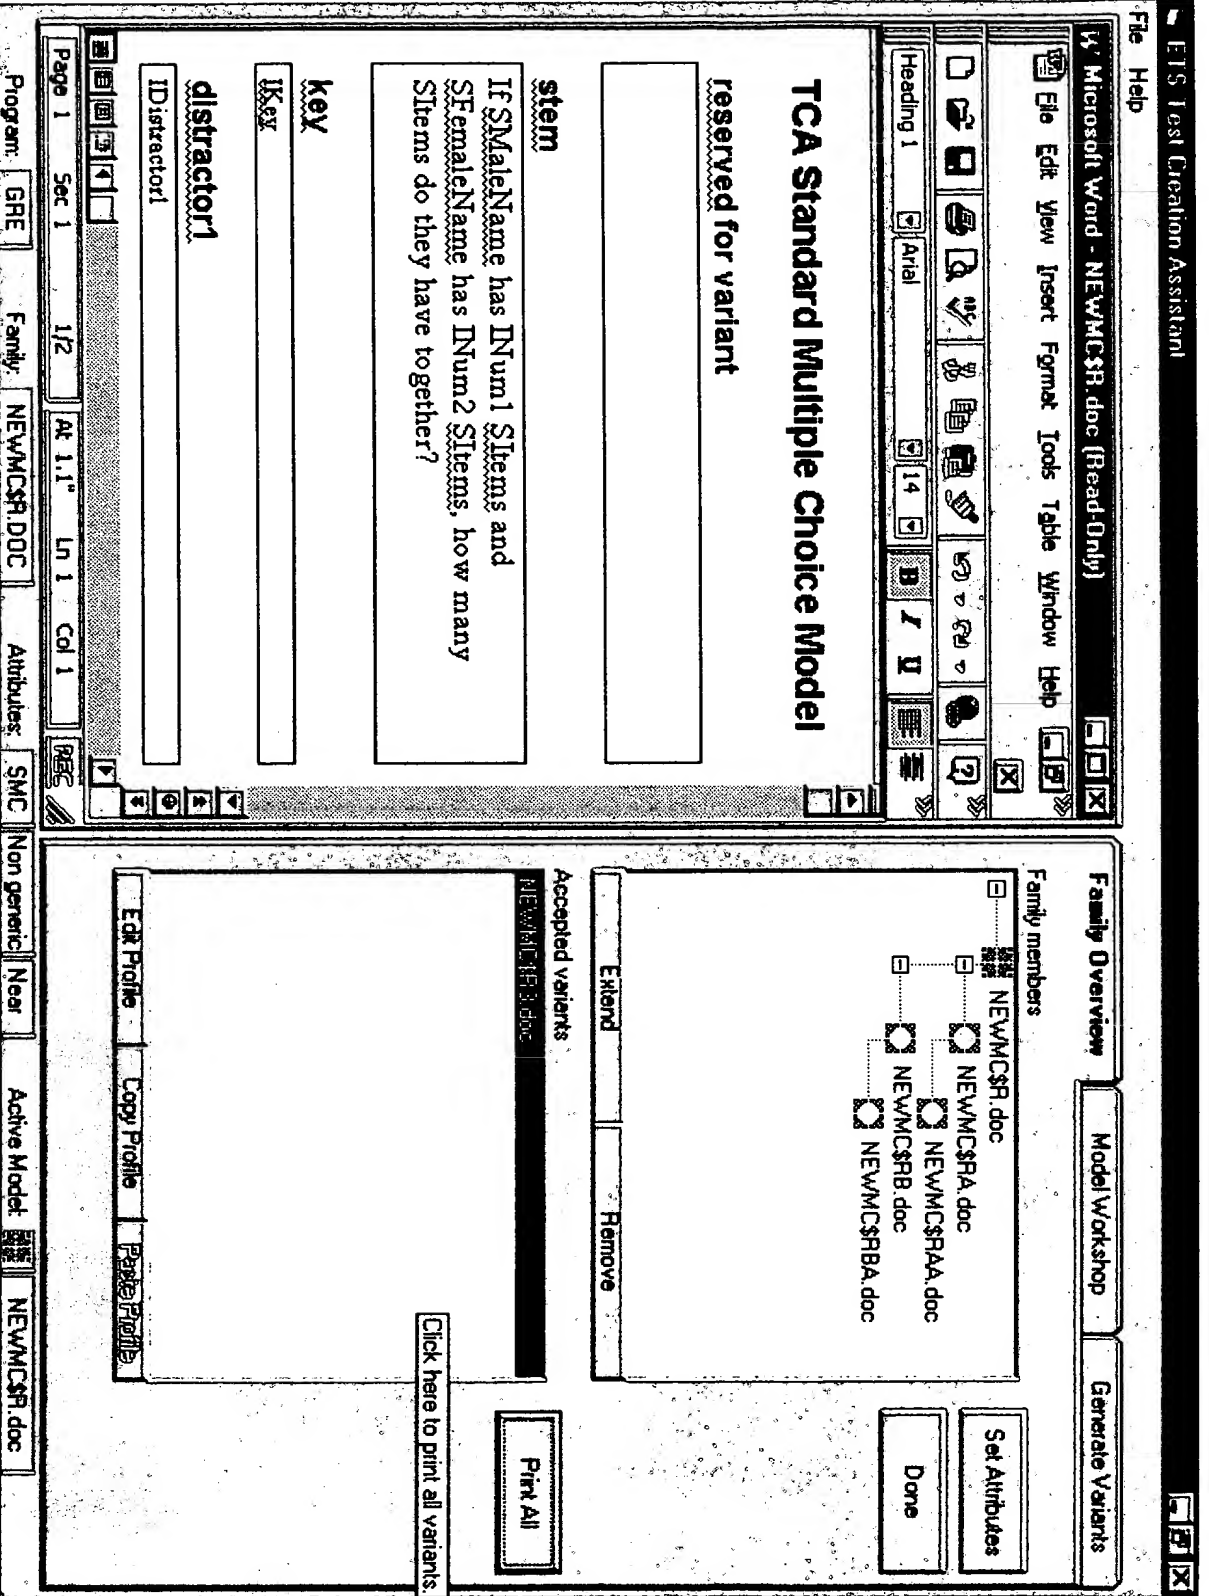 ETS Test Creation Assistant
File Help
Microsoft Word - NEWMC$R.doc (Read-Only)
File Edit View Insert Format Tools Table Window Help
Heading 1 Arial 14 B I U
TCA Standard Multiple Choice Model
reserved for variant
stem
If SMaleName has INum1 SItems and
SFemaleName has INum2 SItems, how many
SItems do they have together?
key
IKey
distractor1
IDistractor1
Page 1 Sec 1 1/2 At 1.1" Ln 1 Col 1 REC
Family Overview Model Workshop Generate Variants
Family members
NEWMC$R.doc
NEWMC$RA.doc
NEWMC$RAA.doc
NEWMC$RB.doc
NEWMC$RBA.doc
Set Attributes
Done
Extend Remove
Accepted variants
Print All
Click here to print all variants.
Edit Profile Copy Profile Paste Profile
Program: GRE Family: NEWMC$R.DOC Attributes: SMC Non generic Near Active Model: NEWMC$R.doc